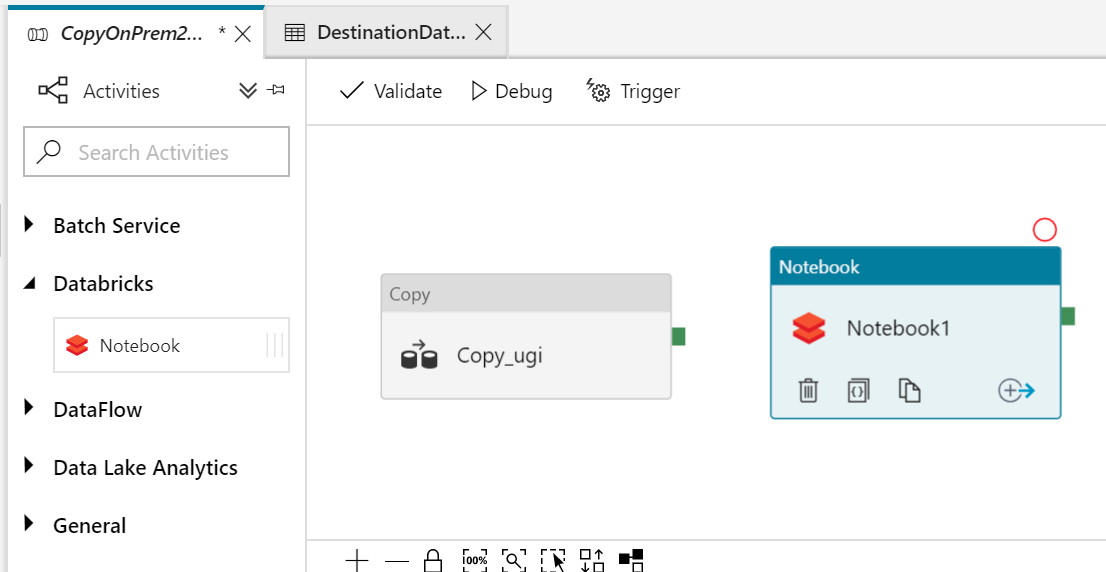 CopyOnPrem2... * DestinationDat...
Activities
Validate Debug Trigger
Search Activities
Batch Service
Databricks
Notebook
DataFlow
Data Lake Analytics
General
Copy
Copy_ugi
Notebook
Notebook1
100%